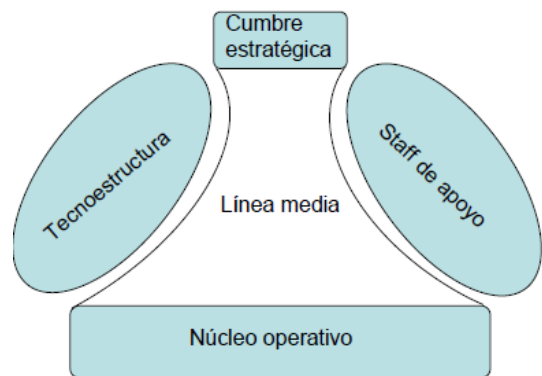 Cumbre
estratégica
Tecnoestructura
Staff de apoyo
Línea media
Núcleo operativo